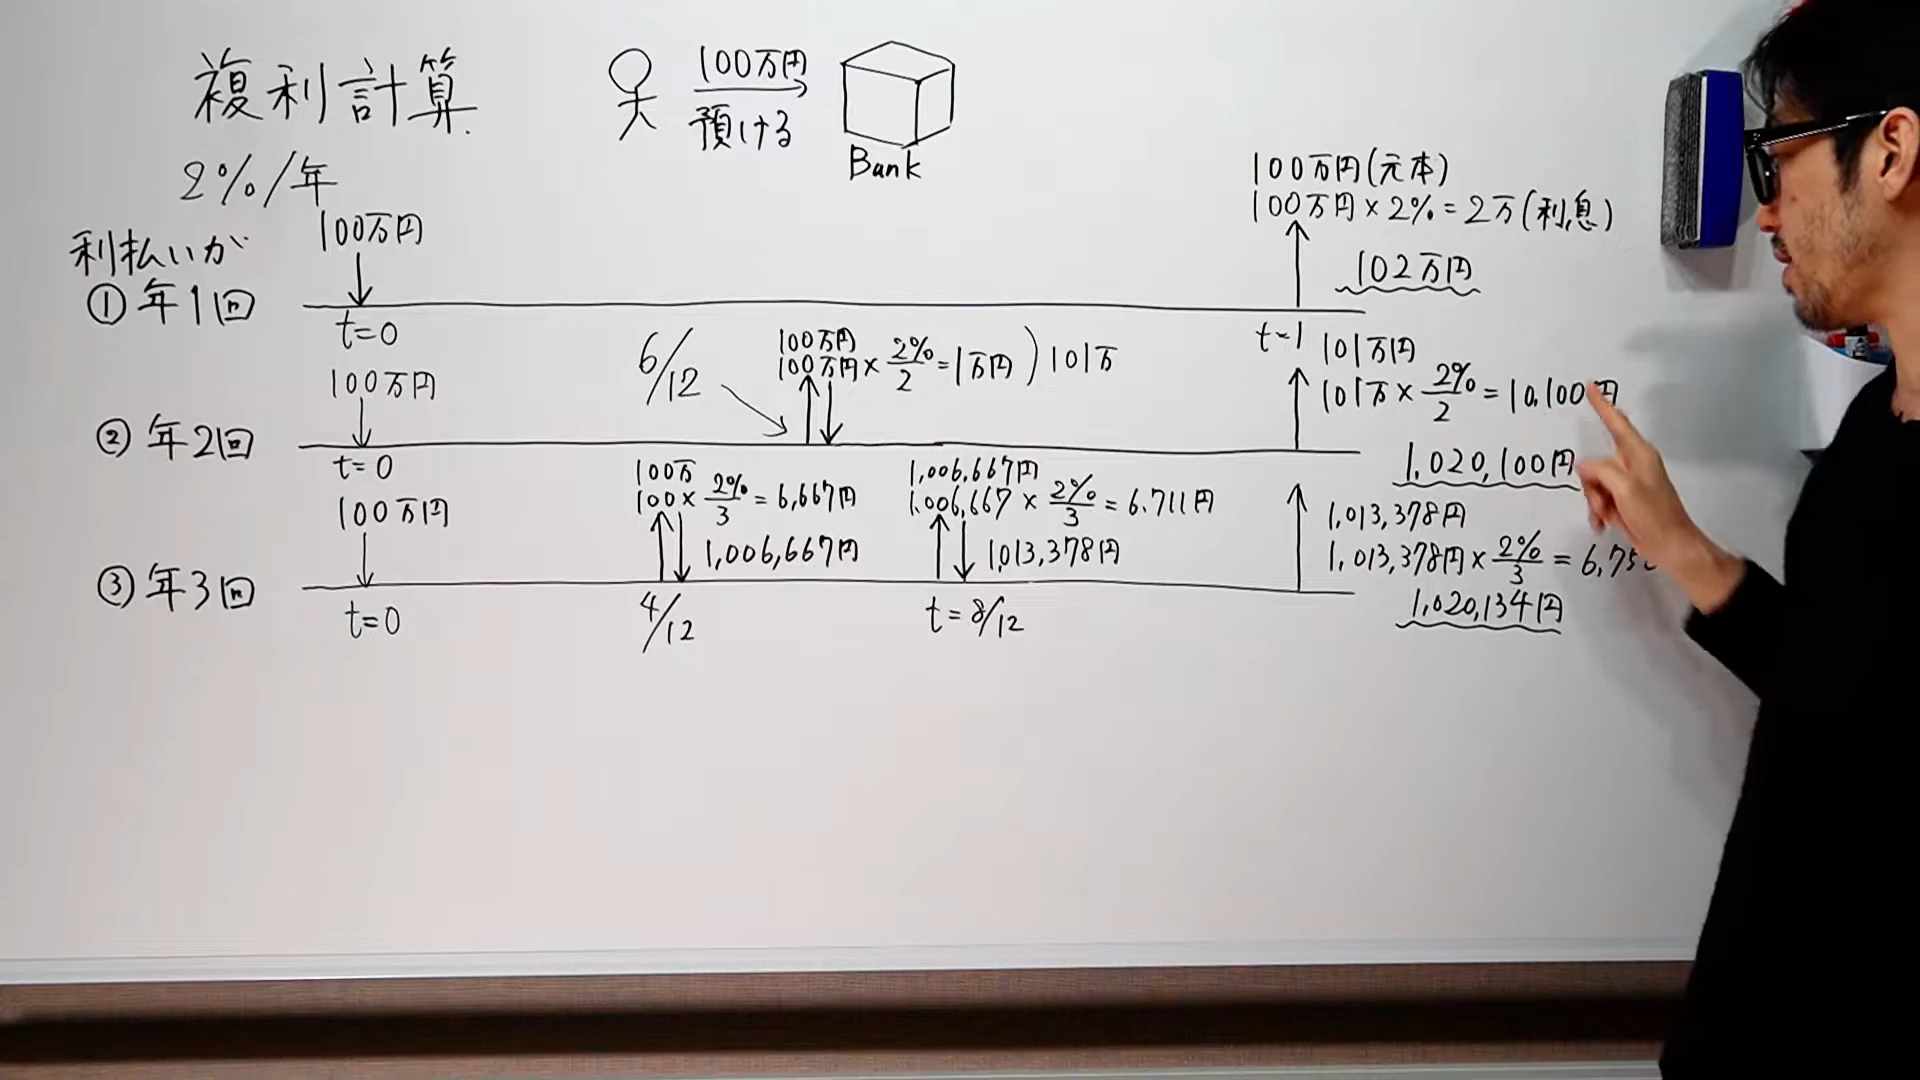 複利計算
2%/年
100万円
預ける
Bank
利払いが
①年1回
100万円
t=0
100万円(元本)
100万円×2%=2万(利息)
102万円
t=1
②年2回
100万円
t=0
6/12
100万円
100万円×2%/2=1万円)101万
101万円
101万×2%/2=10,100円
1,020,100円
③年3回
100万円
t=0
100万
100×2%/3=6,667円
1,006,667円
4/12
1,006,667円
1,006,667×2%/3=6.711円
1,013,378円
t=8/12
1,013,378円
1,013,378円×2%/3=6,75
1,020,134円